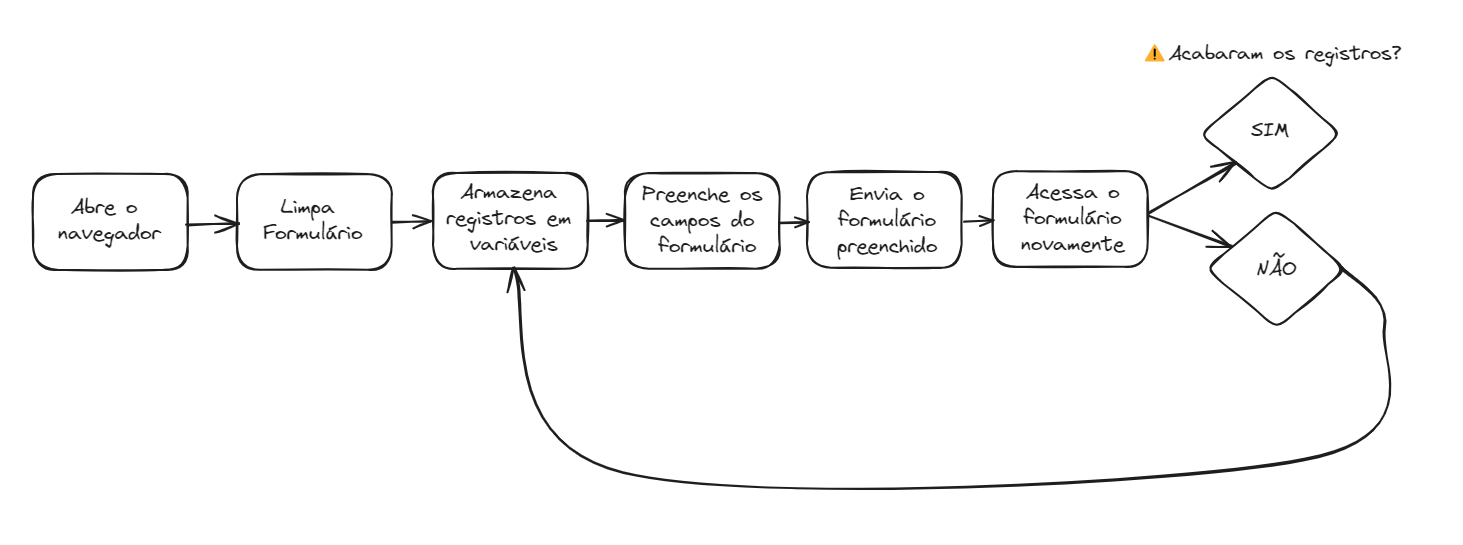 ⚠️ Acabaram os registros?
SIM
Abre o
navegador
Limpa
Formulário
Armazena
registros em
variáveis
Preenche os
campos do
formulário
Envia o
formulário
preenchido
Acessa o
formulário
novamente
NÃO